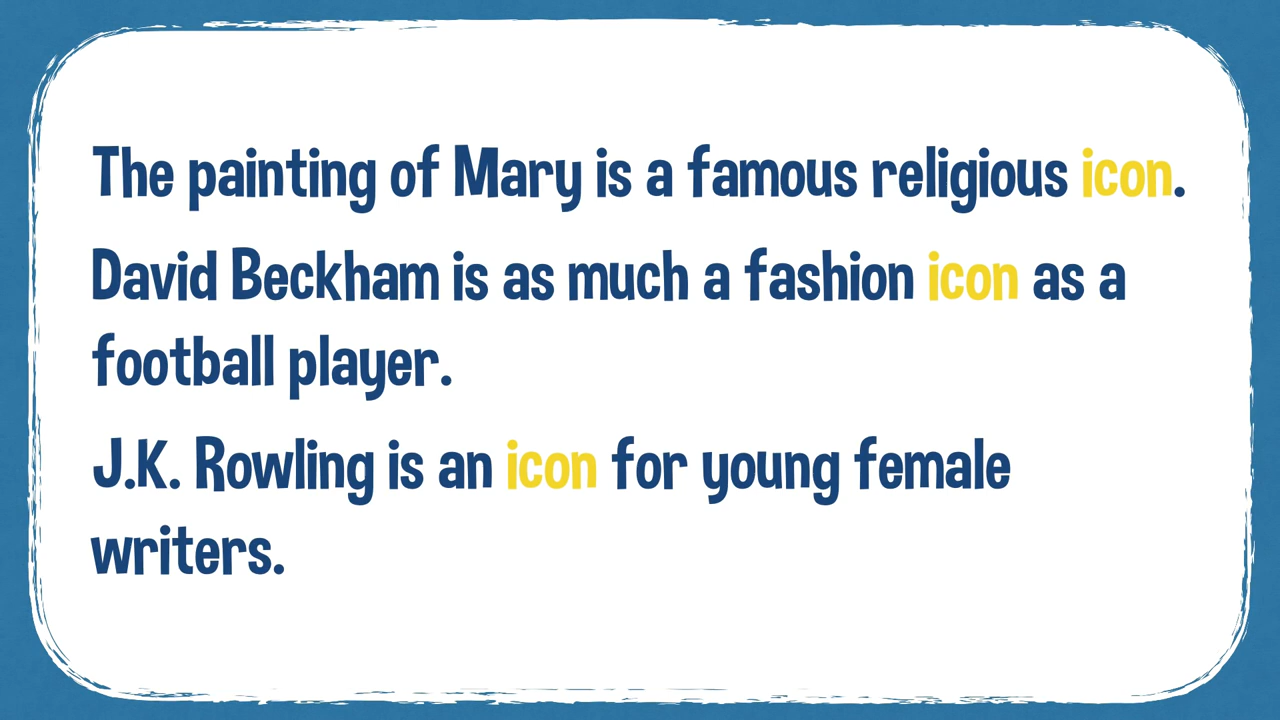 The painting of Mary is a famous religious icon.
David Beckham is as much a fashion icon as a
football player.
J.K. Rowling is an icon for young female
writers.